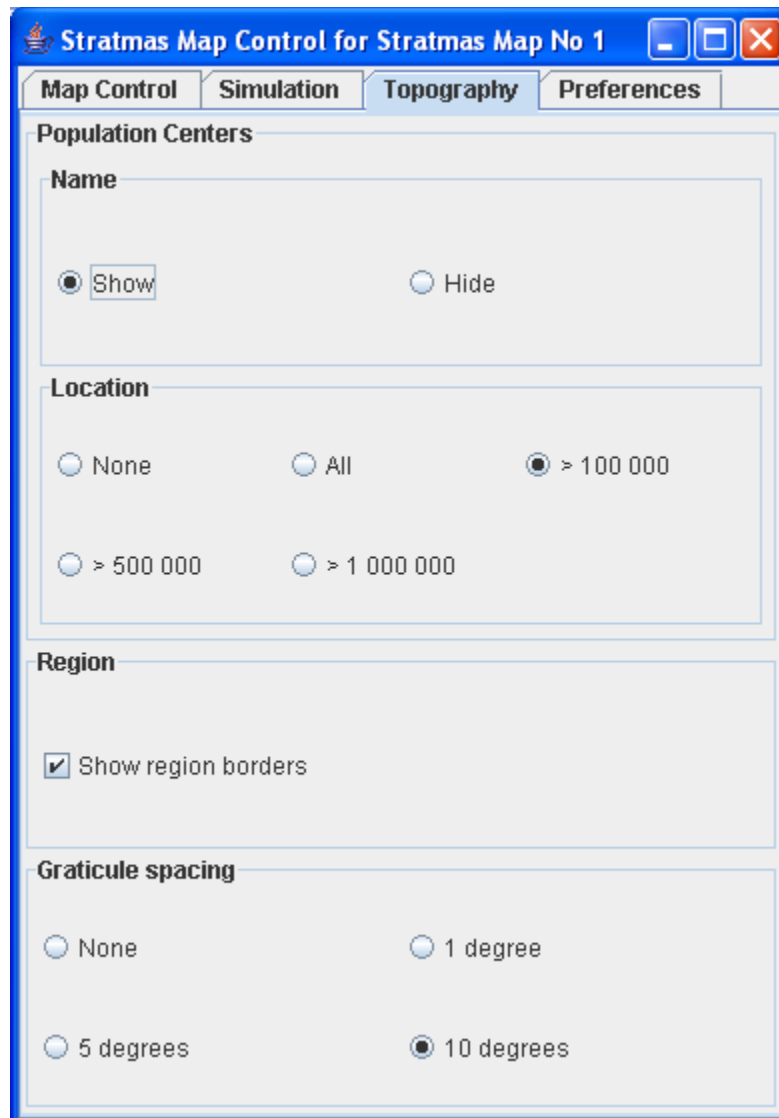 Stratmas Map Control for Stratmas Map No 1
Map Control Simulation Topography Preferences
Population Centers
Name
Show Hide
Location
None All > 100 000
> 500 000 > 1 000 000
Region
Show region borders
Graticule spacing
None 1 degree
5 degrees 10 degrees